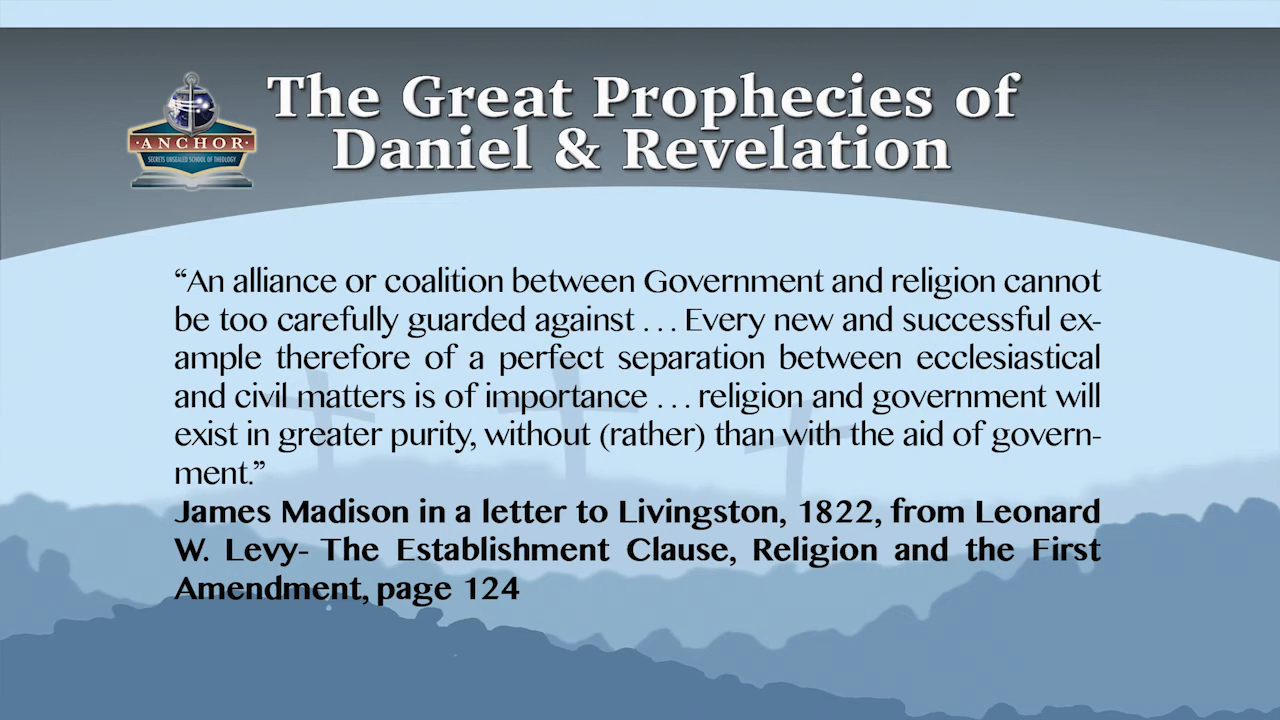 The Great Prophecies of
Daniel & Revelation
·ANCHOR·
SECRETS UNSEALED SCHOOL OF THEOLOGY
“An alliance or coalition between Government and religion cannot
be too carefully guarded against . . . Every new and successful ex-
ample therefore of a perfect separation between ecclesiastical
and civil matters is of importance . . . religion and government will
exist in greater purity, without (rather) than with the aid of govern-
ment.”
James Madison in a letter to Livingston, 1822, from Leonard
W. Levy- The Establishment Clause, Religion and the First
Amendment, page 124